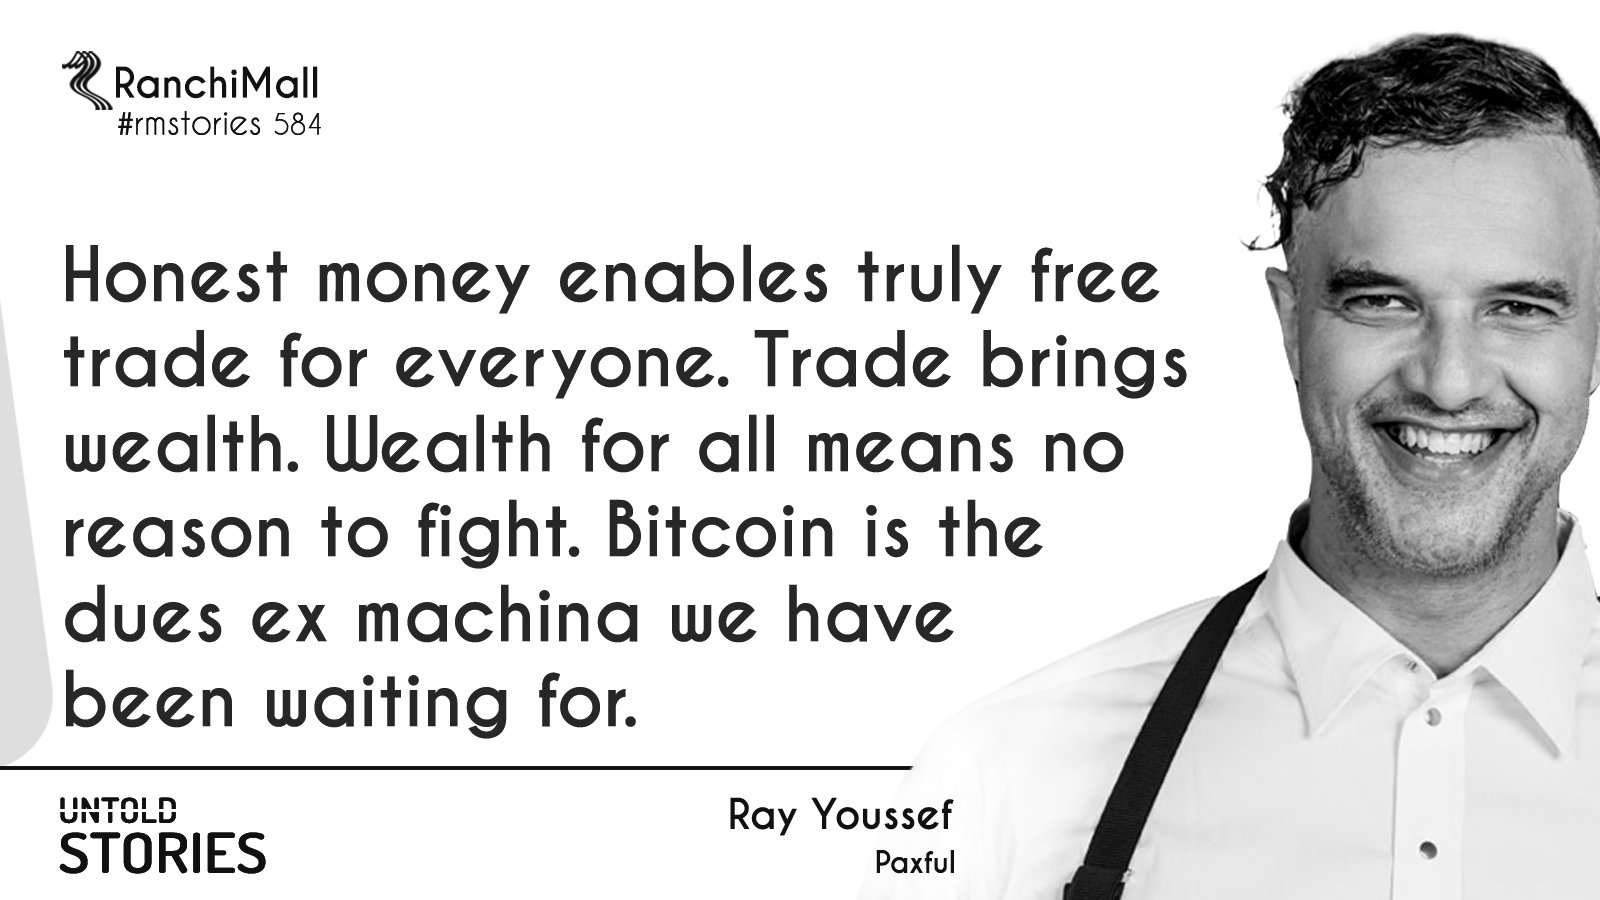 RanchiMall
#rmstories 584
Honest money enables truly free
trade for everyone. Trade brings
wealth. Wealth for all means no
reason to fight. Bitcoin is the
dues ex machina we have
been waiting for.
UNTOLD
STORIES
Ray Youssef
Paxful